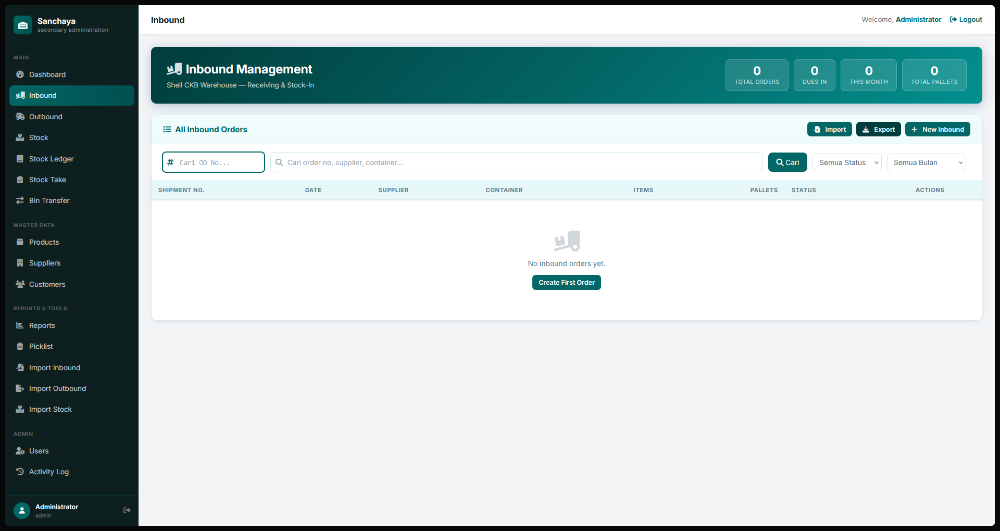 Sanchaya
secondary administration
MAIN
Dashboard
Inbound
Outbound
Stock
Stock Ledger
Stock Take
Bin Transfer
MASTER DATA
Products
Suppliers
Customers
REPORTS & TOOLS
Reports
Picklist
Import Inbound
Import Outbound
Import Stock
ADMIN
Users
Activity Log
Administrator
admin
Inbound
Welcome, Administrator Logout
Inbound Management
Shell CKB Warehouse — Receiving & Stock-In
0 TOTAL ORDERS
0 DUES IN
0 THIS MONTH
0 TOTAL PALLETS
All Inbound Orders
Import Export + New Inbound
# Cari OD No... Cari order no, supplier, container... Cari Semua Status Semua Bulan
SHIPMENT NO. DATE SUPPLIER CONTAINER ITEMS PALLETS STATUS ACTIONS
No inbound orders yet.
Create First Order